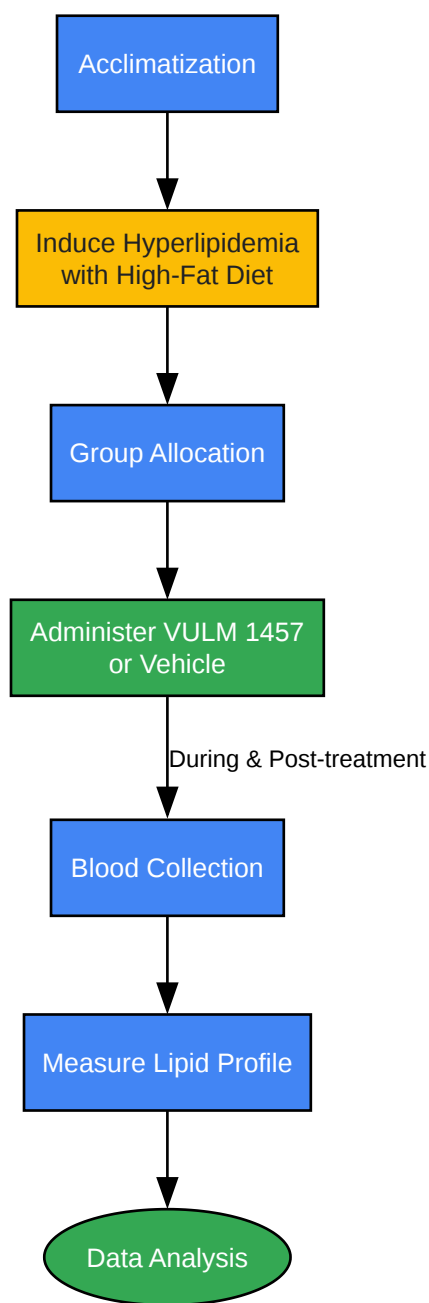 Acclimatization
Induce Hyperlipidemia
with High-Fat Diet
Group Allocation
Administer VULM 1457
or Vehicle
During & Post-treatment
Blood Collection
Measure Lipid Profile
Data Analysis